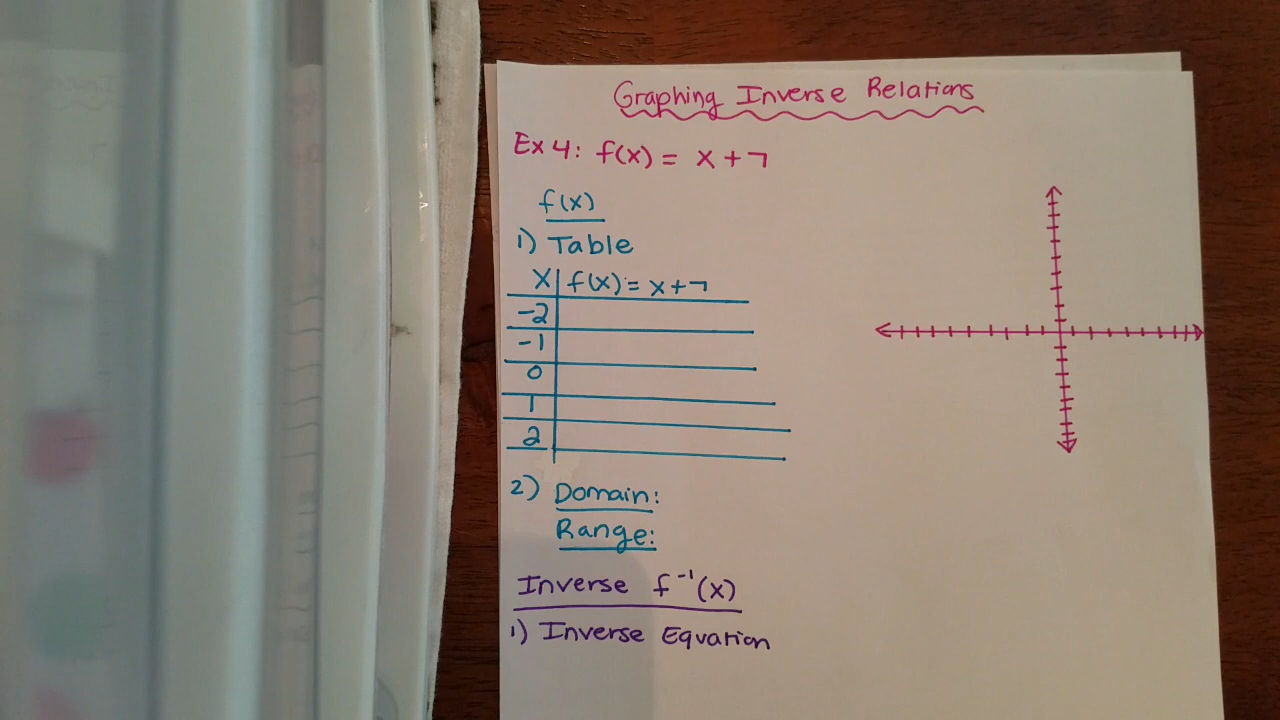 Graphing Inverse Relations
Ex 4: f(x) = x + 7
f(x)
1) Table
x f(x) = x + 7
-2
-1
0
1
2
2) Domain:
Range:
Inverse f⁻¹(x)
1) Inverse Equation